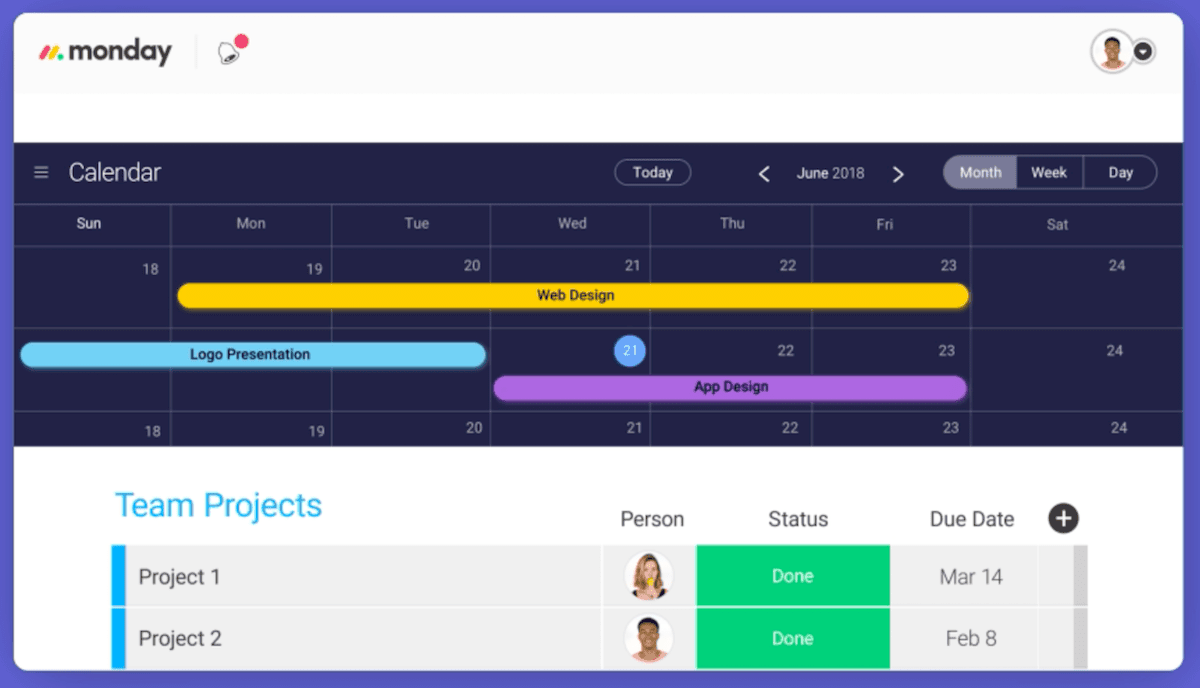 monday
Calendar Today June 2018 Month Week Day
Sun Mon Tue Wed Thu Fri Sat
18 19 20 21 22 23 24
Web Design
Logo Presentation 21 22 23 24
App Design
18 19 20 21 22 23 24
Team Projects
Person Status Due Date
Project 1 Done Mar 14
Project 2 Done Feb 8